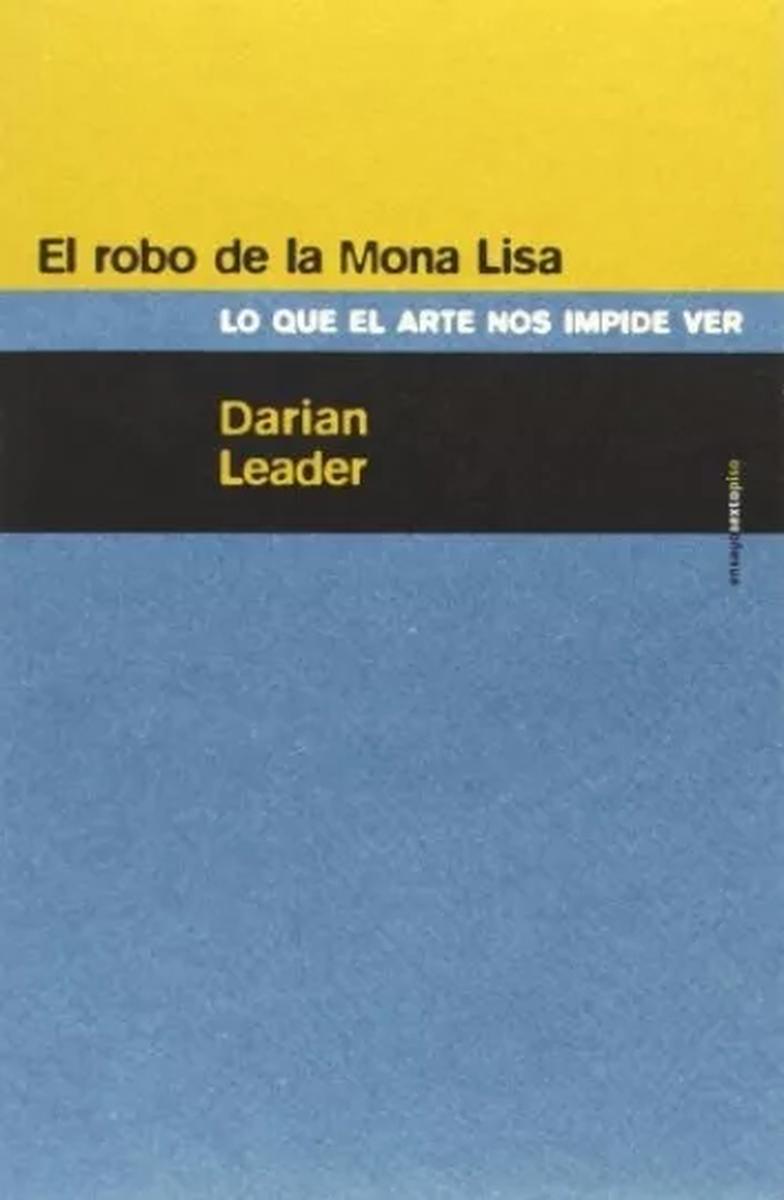 El robo de la Mona Lisa
LO QUE EL ARTE NOS IMPIDE VER
Darian
Leader
ensayosextopiso